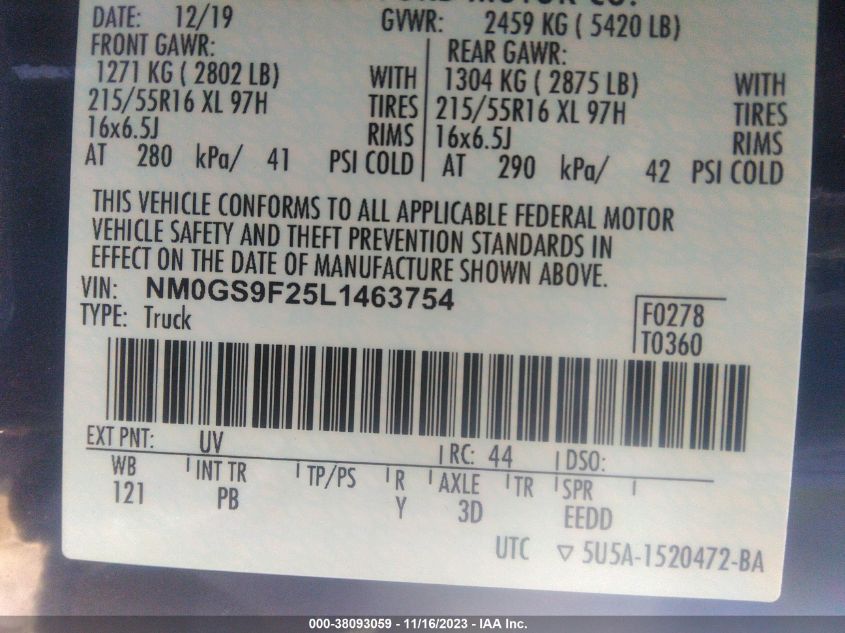 FORD MOTOR CO.
DATE: 12/19 GVWR: 2459 KG ( 5420 LB)
FRONT GAWR: REAR GAWR:
1271 KG ( 2802 LB) WITH 1304 KG ( 2875 LB) WITH
215/55R16 XL 97H TIRES 215/55R16 XL 97H TIRES
16x6.5J RIMS 16x6.5J RIMS
AT 280 kPa/ 41 PSI COLD AT 290 kPa/ 42 PSI COLD
THIS VEHICLE CONFORMS TO ALL APPLICABLE FEDERAL MOTOR
VEHICLE SAFETY AND THEFT PREVENTION STANDARDS IN
EFFECT ON THE DATE OF MANUFACTURE SHOWN ABOVE.
VIN: NM0GS9F25L1463754
TYPE: Truck
F0278
T0360
EXT PNT: UV RC: 44 DSO:
WB INT TR TP/PS R AXLE TR SPR
121 PB Y 3D EEDD
UTC ▽ 5U5A-1520472-BA
000-38093059 - 11/16/2023 - IAA Inc.